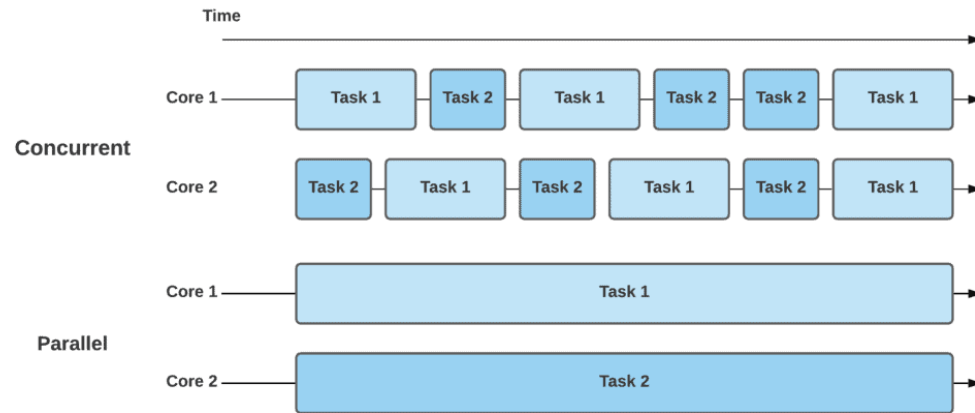 Time
Core 1 Task 1 Task 2 Task 1 Task 2 Task 2 Task 1
Concurrent
Core 2 Task 2 Task 1 Task 2 Task 1 Task 2 Task 1
Core 1 Task 1
Parallel
Core 2 Task 2